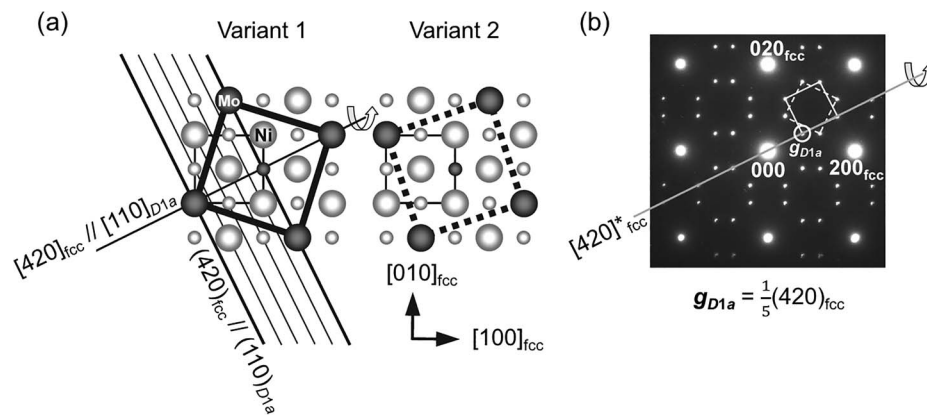 (a)
Variant 1
Variant 2
Mo
Ni
[420]fcc // [110]D1a
(420)fcc // (110)D1a
[010]fcc
[100]fcc
(b)
020fcc
gD1a
000
200fcc
[420]*fcc
gD1a = 1/5(420)fcc